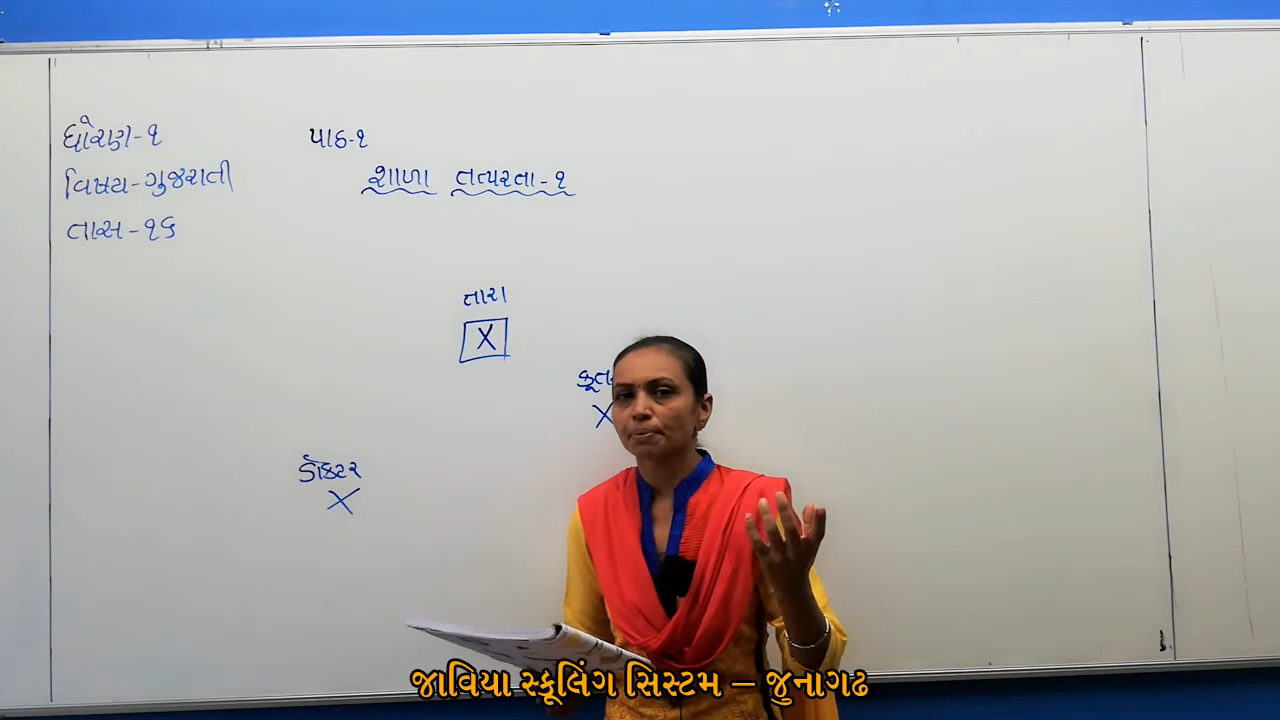 ધોરણ-૧
વિષય-ગુજરાતી
તાસ-૧૬
પાઠ-૧
શાળા તત્પરતા-૧
તારા
X
X
ડૉક્ટર
X
જાવિયા સ્કૂલિંગ સિસ્ટમ – જુનાગઢ